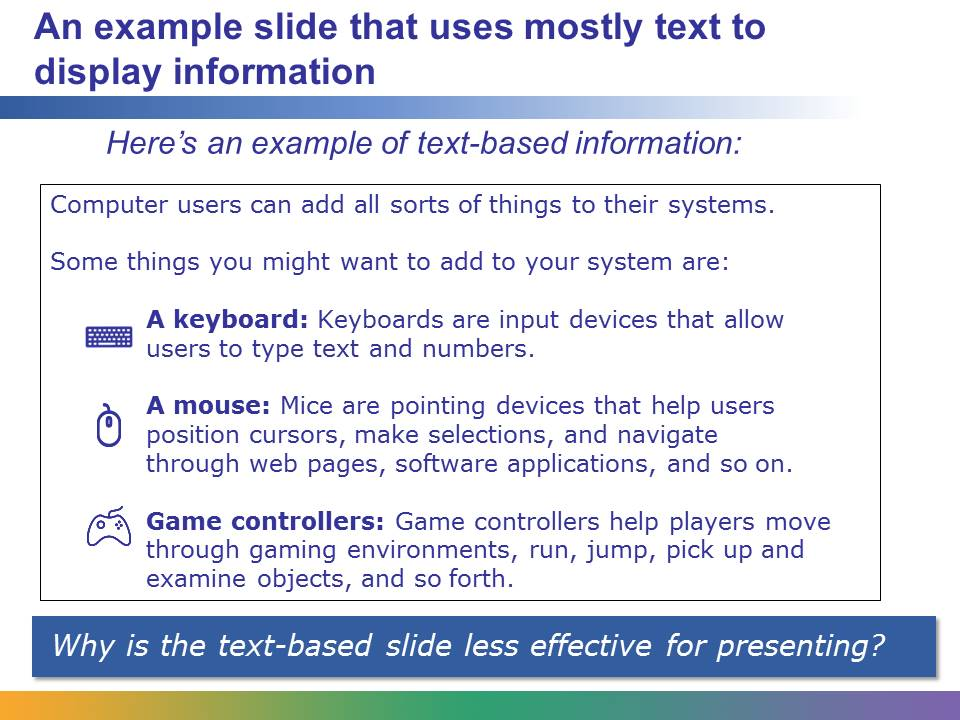 An example slide that uses mostly text to
display information
Here’s an example of text-based information:
Computer users can add all sorts of things to their systems.
Some things you might want to add to your system are:
A keyboard: Keyboards are input devices that allow
users to type text and numbers.
A mouse: Mice are pointing devices that help users
position cursors, make selections, and navigate
through web pages, software applications, and so on.
Game controllers: Game controllers help players move
through gaming environments, run, jump, pick up and
examine objects, and so forth.
Why is the text-based slide less effective for presenting?